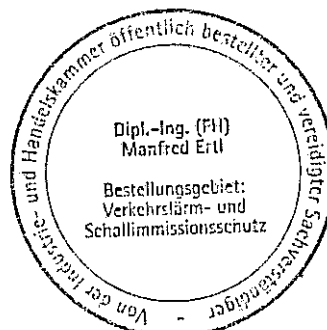 Von der Industrie- und Handelskammer öffentlich bestellter und vereidigter Sachverständiger -
Dipl.-Ing. (FH)
Manfred Ertl
Bestellungsgebiet:
Verkehrslärm- und
Schallimmissionsschutz